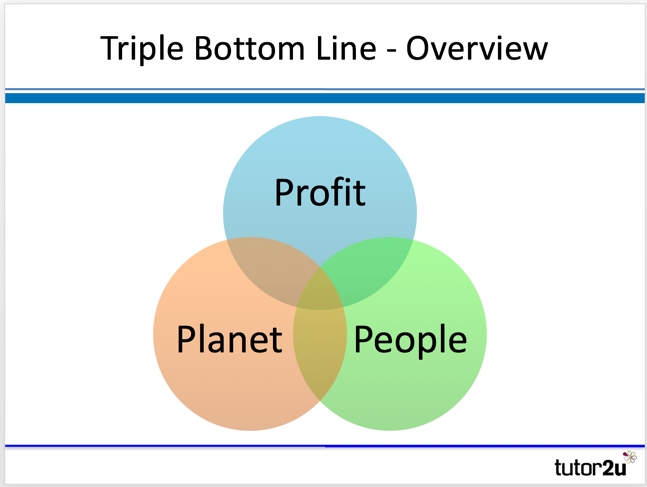 Triple Bottom Line - Overview
Profit
Planet People
tutor2u